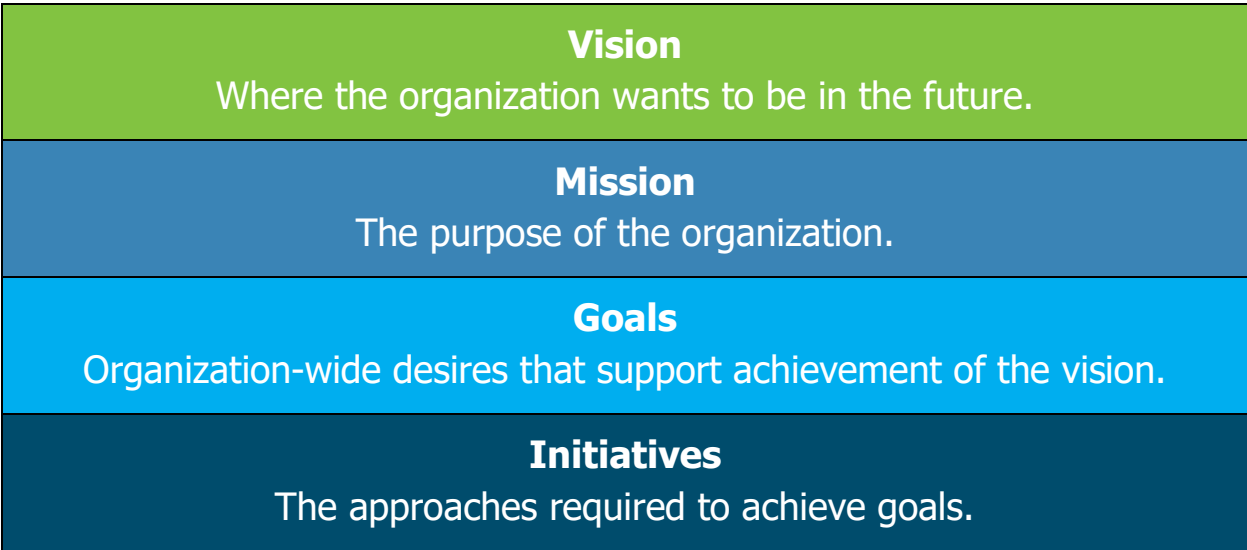 Vision
Where the organization wants to be in the future.
Mission
The purpose of the organization.
Goals
Organization-wide desires that support achievement of the vision.
Initiatives
The approaches required to achieve goals.